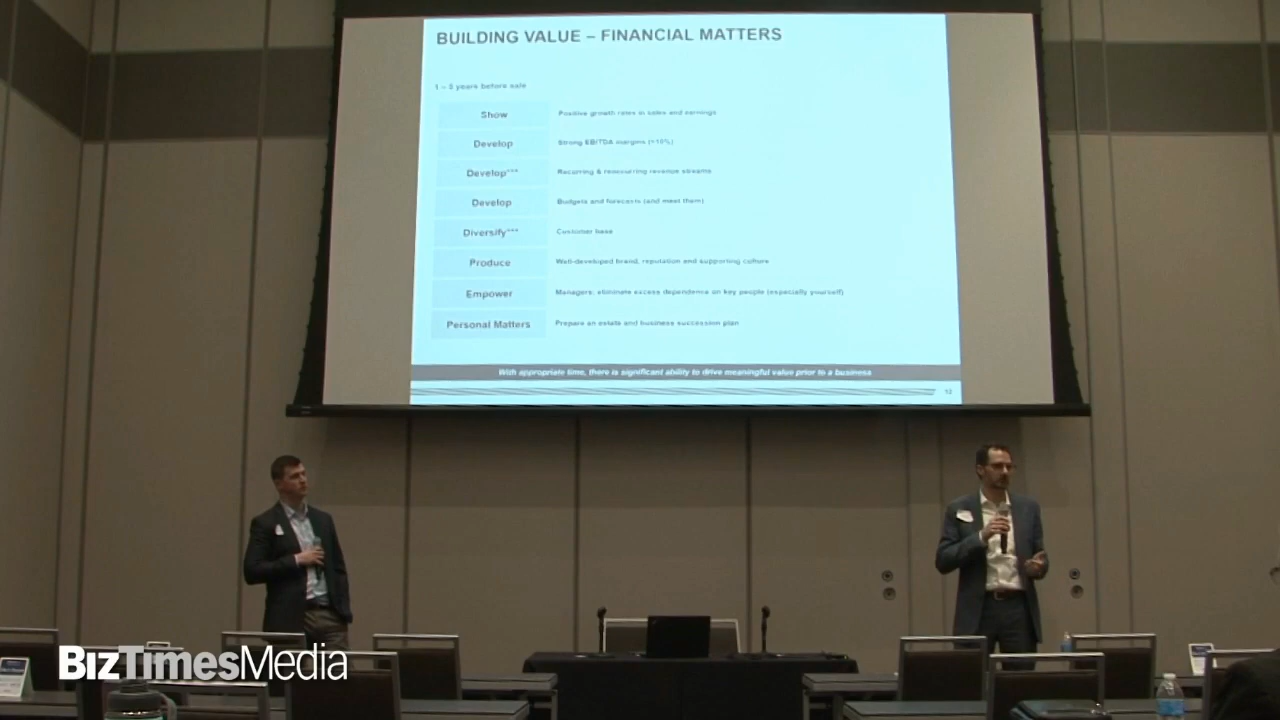 BUILDING VALUE – FINANCIAL MATTERS
1 – 5 years before sale
Show Positive growth rates in sales and earnings
Develop Strong EBITDA margins (>10%)
Develop*** Recurring & reoccurring revenue streams
Develop Budgets and forecasts (and meet them)
Diversify*** Customer base
Produce Well-developed brand, reputation and supporting culture
Empower Managers; eliminate excess dependence on key people (especially yourself)
Personal Matters Prepare an estate and business succession plan
With appropriate time, there is significant ability to drive meaningful value prior to a business
12
BizTimesMedia